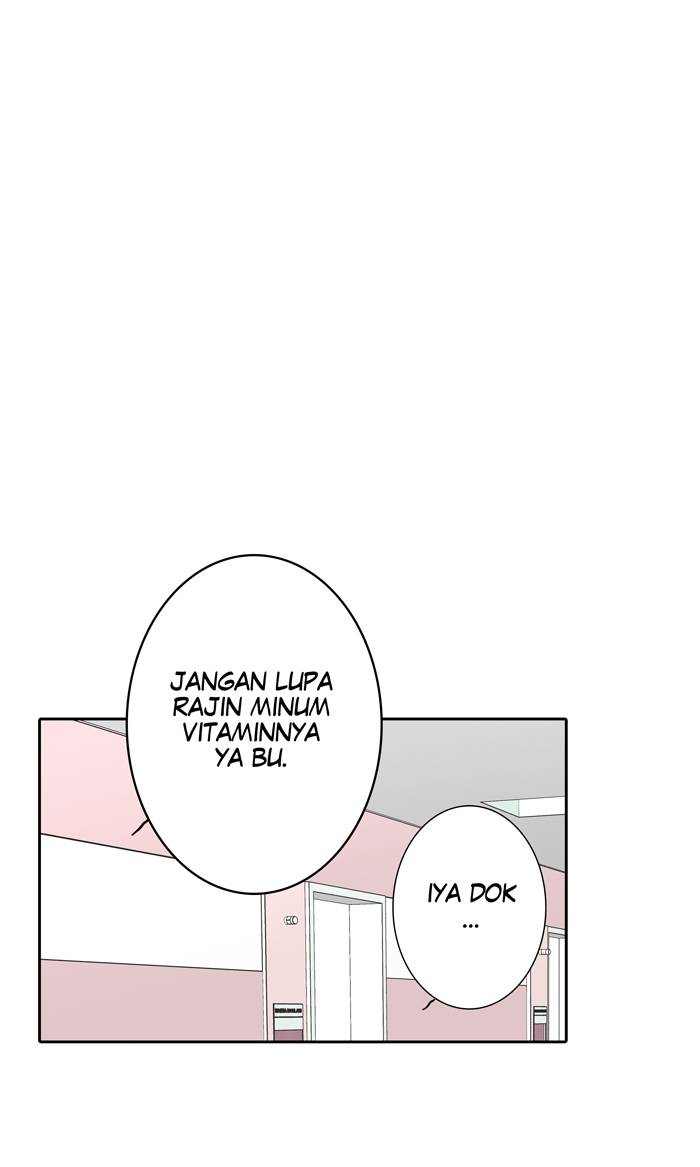 JANGAN LUPA
RAJIN MINUM
VITAMINNYA
YA BU.
IYA DOK
...